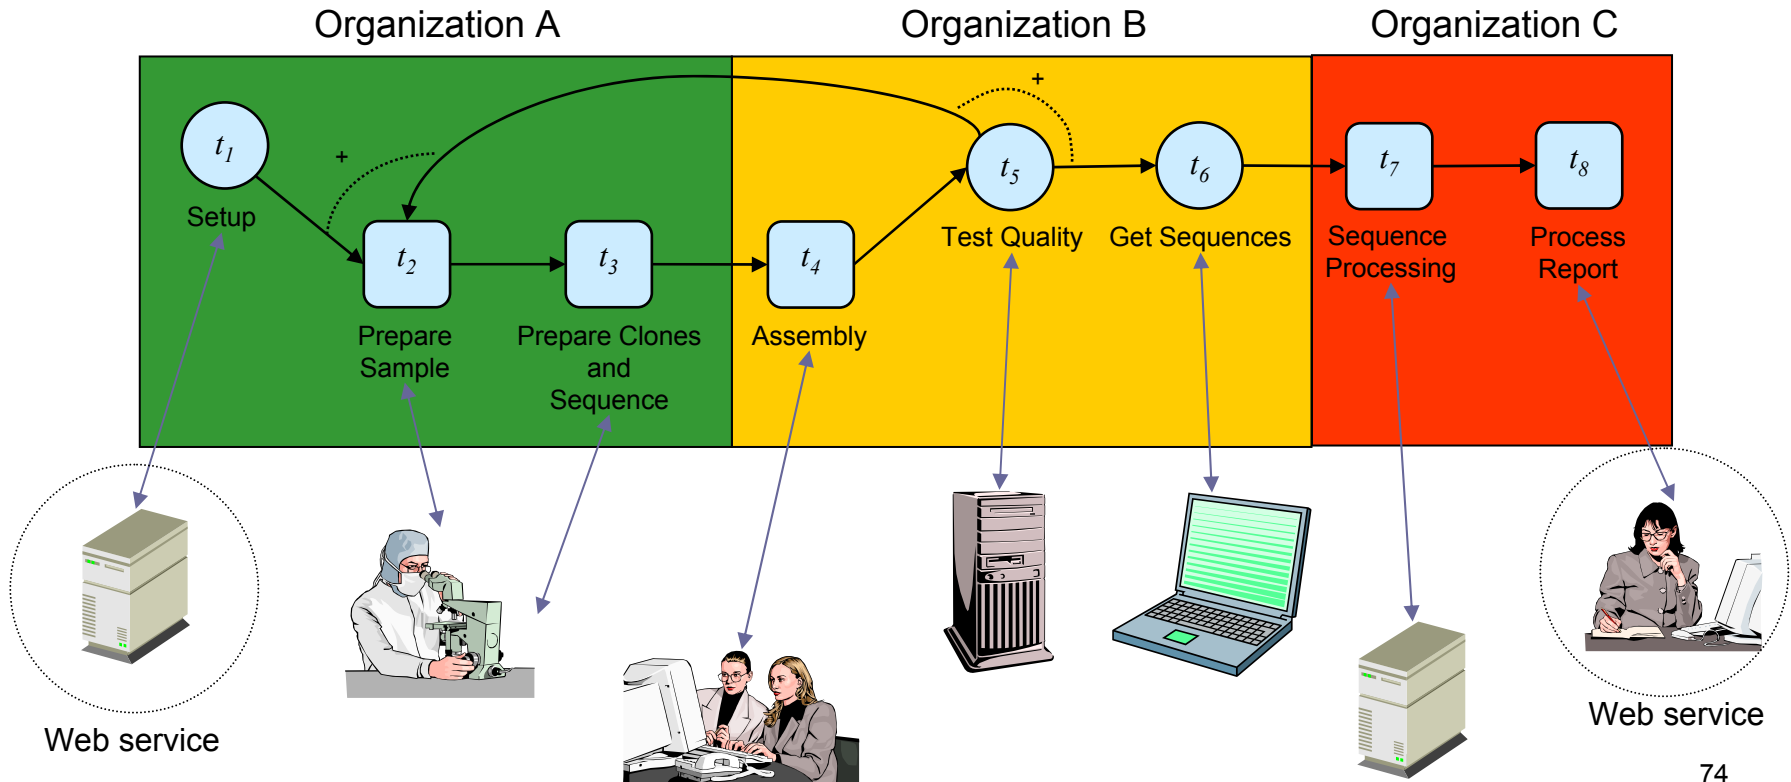 Organization A
Organization B
Organization C
+
+
t1
t2
t3
t4
t5
t6
t7
t8
Setup
Prepare
Sample
Prepare Clones
and
Sequence
Assembly
Test Quality
Get Sequences
Sequence
Processing
Process
Report
Web service
Web service
74